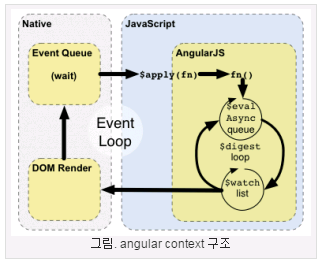 Native
JavaScript
Event Queue
(wait)
AngularJS
$apply(fn)
fn()
$eval
Async
queue
Event
Loop
$digest
loop
DOM Render
$watch
list
그림. angular context 구조